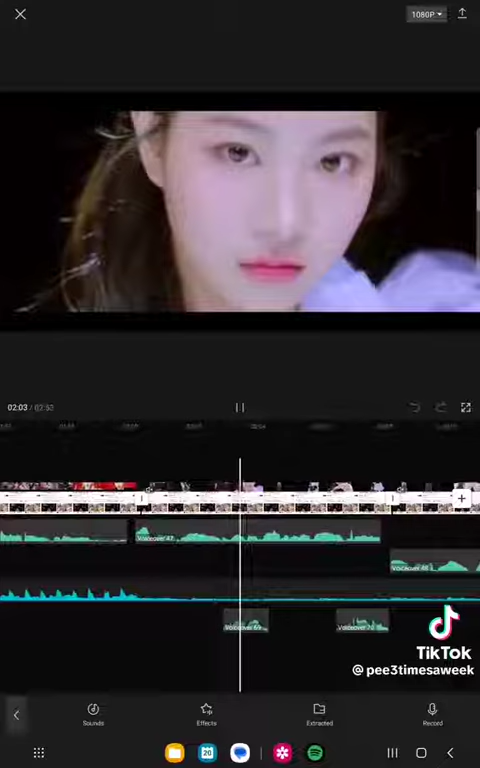 1080P
02:03 / 02:53
Voiceover 47
Voiceover 48
Voiceover 69
Voiceover 70
TikTok
@pee3timesaweek
Sounds
Effects
Extracted
Record
20